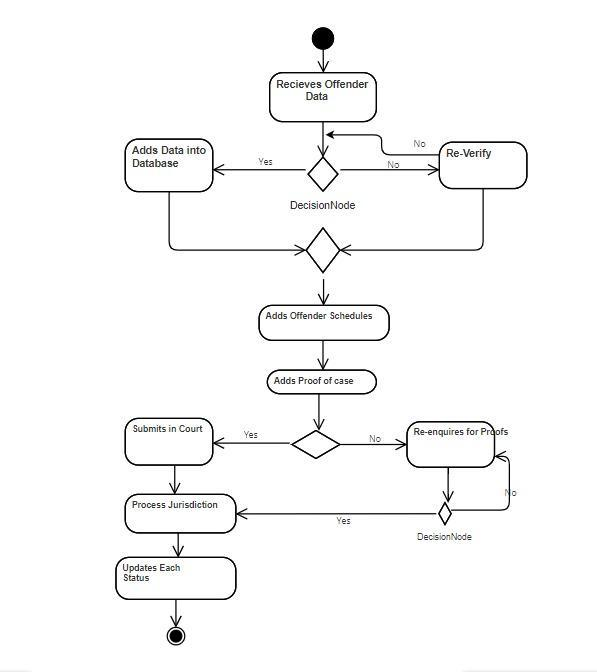 Recieves Offender
Data
No
Adds Data into
Database
Yes
No
Re-Verify
DecisionNode
Adds Offender Schedules
Adds Proof of case
Submits in Court
Yes
No
Re-enquires for Proofs
No
Process Jurisdiction
Yes
DecisionNode
Updates Each
Status